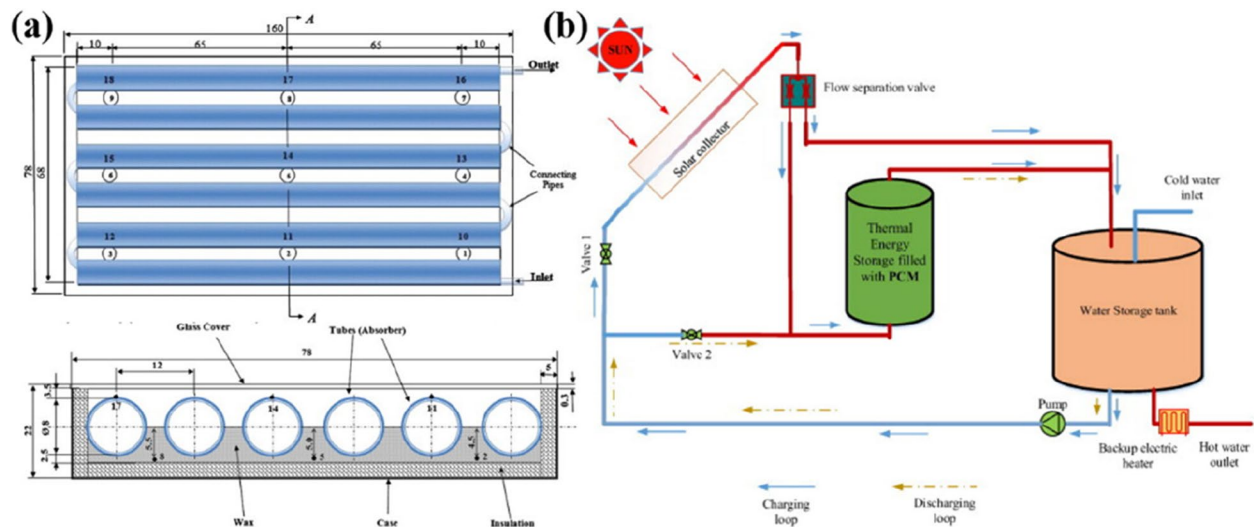 (a)
A
160
10
65
65
10
Outlet
18
17
16
9
8
7
78
68
15
14
13
6
5
4
Connecting
Pipes
12
11
10
3
2
1
Inlet
A
Glass Cover
Tubes (Absorber)
78
12
5
3.5
0.3
17
14
11
22
Ø8
5.5
8
5.0
5
4.5
2
2.5
Wax
Case
Insulation
(b)
SUN
Flow separation valve
Solar collector
Cold water
inlet
Thermal
Energy
Storage filled
with PCM
Valve 1
Water Storage tank
Valve 2
Pump
Backup electric
heater
Hot water
outlet
Charging
loop
Discharging
loop